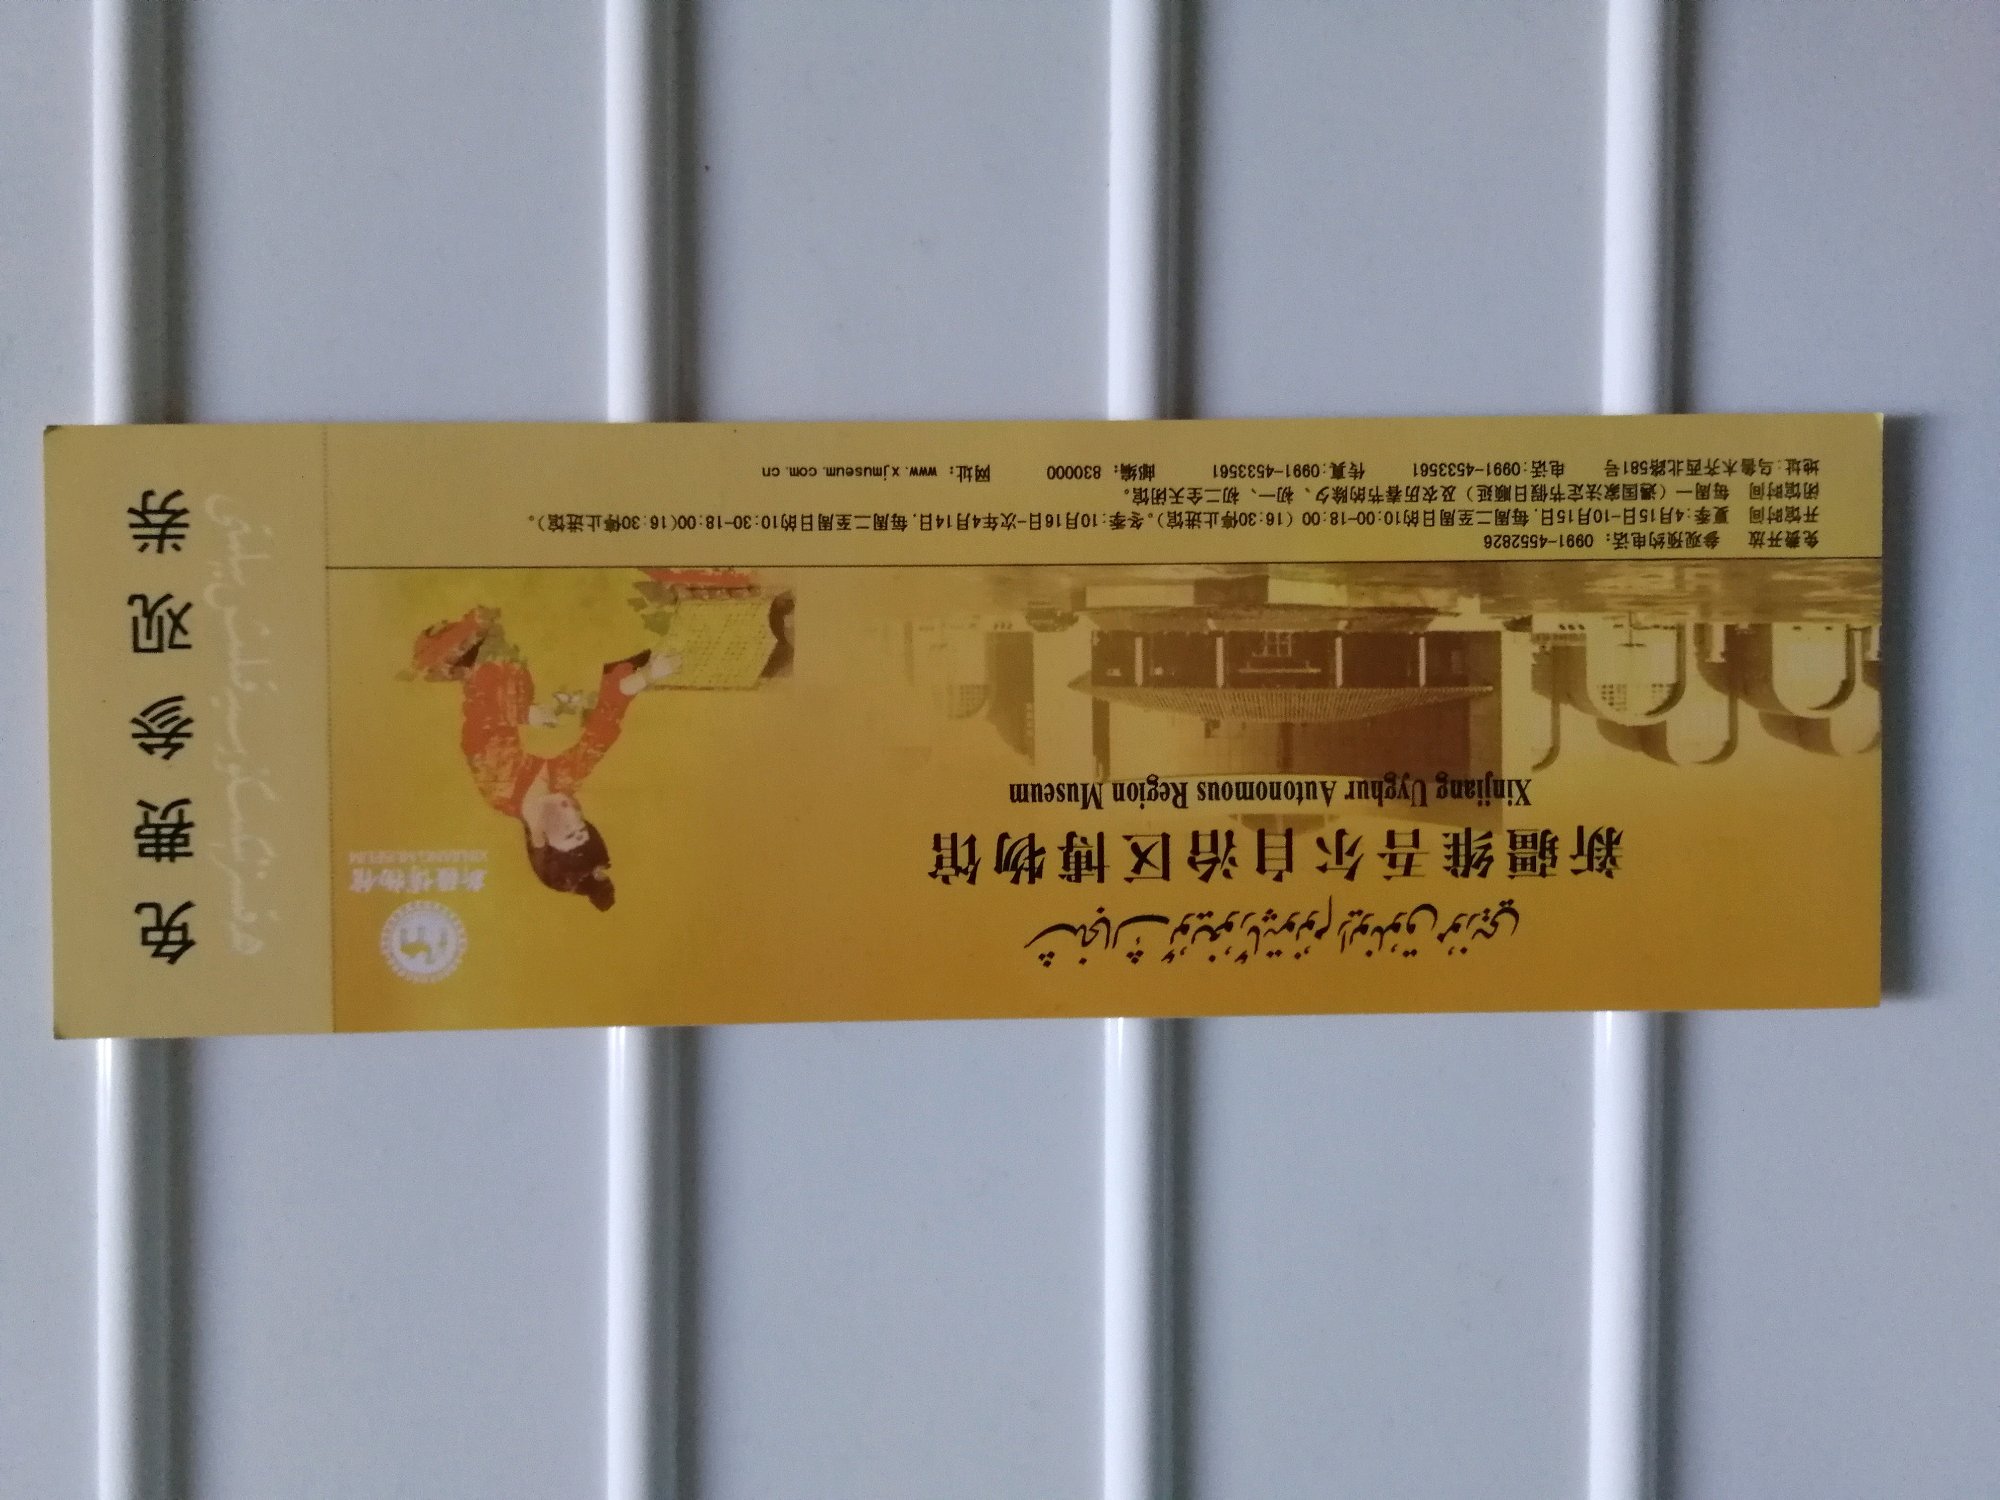 新疆维吾尔自治区博物馆
Xinjiang Uyghur Autonomous Region Museum
新疆博物馆
XINJIANG MUSEUM
免费开放 参观预约电话: 0991-4552826
开馆时间 夏季:4月15日-10月15日,每周二至周日的10:00-18:00 (16:30停止进馆)。冬季:10月16日-次年4月14日,每周二至周日的10:30-18:00(16:30停止进馆)。
闭馆时间 每周一(遇国家法定节假日顺延)及农历春节的除夕、初一、初二全天闭馆。
地址:乌鲁木齐西北路581号 电话:0991-4533561 传真:0991-4533561 邮编: 830000 网址: www.xjmuseum.com.cn
免费参观券